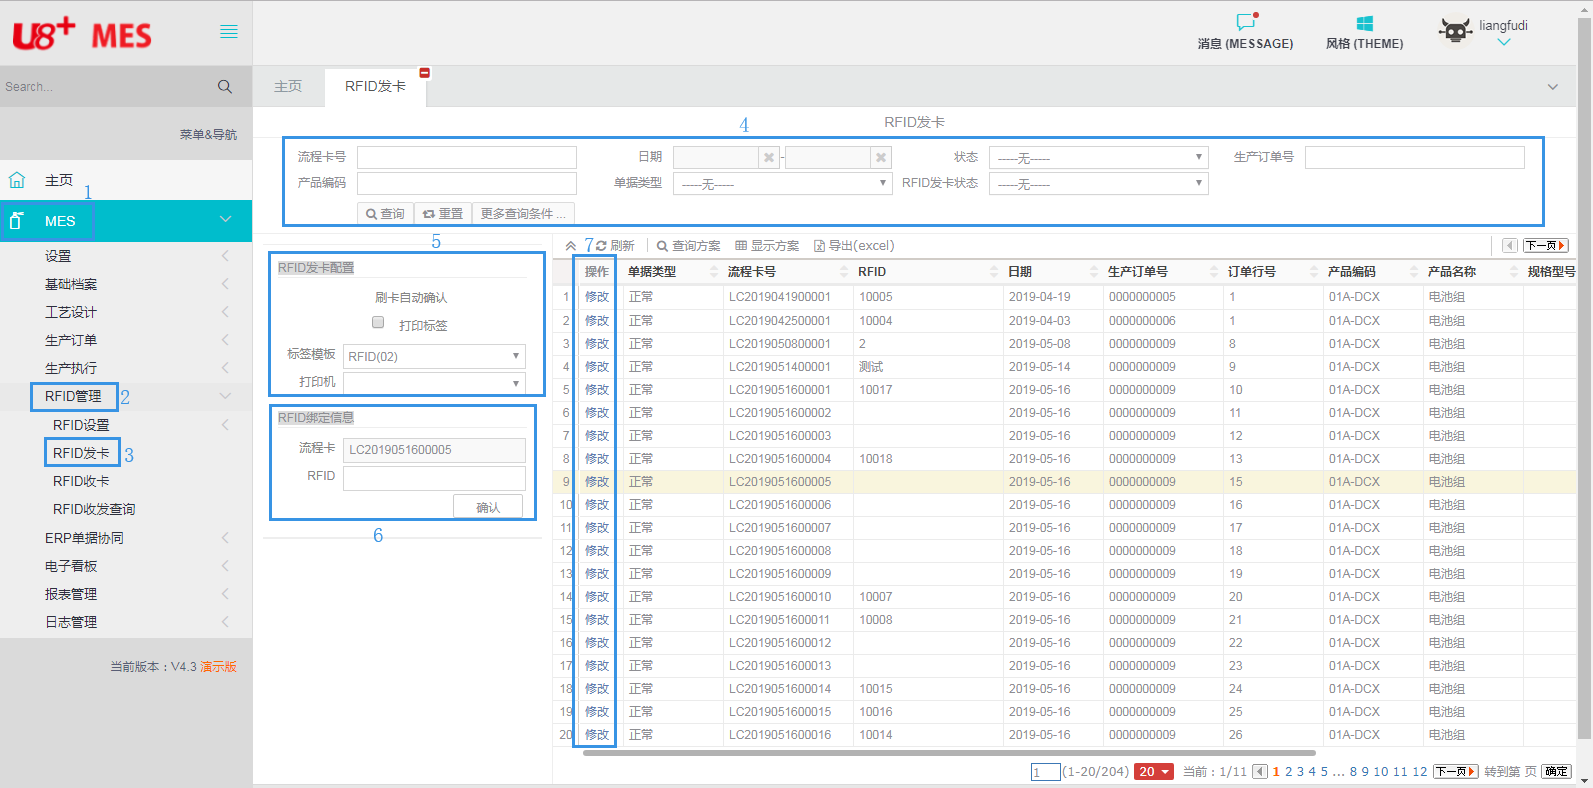 U8+ MES
消息 (MESSAGE)
风格 (THEME)
liangfudi
Search...
主页
RFID发卡
菜单&导航
主页
1
MES
设置
基础档案
工艺设计
生产订单
生产执行
RFID管理
2
RFID设置
RFID发卡
3
RFID收卡
RFID收发查询
ERP单据协同
电子看板
报表管理
日志管理
当前版本：V4.3 演示版
4
RFID发卡
流程卡号
日期
-
状态
-----无-----
生产订单号
产品编码
单据类型
-----无-----
RFID发卡状态
-----无-----
查询
重置
更多查询条件 ...
5
RFID发卡配置
刷卡自动确认
打印标签
标签模板
RFID(02)
打印机
RFID绑定信息
流程卡
LC2019051600005
RFID
确认
6
7
刷新
查询方案
显示方案
导出(excel)
下一页
操作 单据类型 流程卡号 RFID 日期 生产订单号 订单行号 产品编码 产品名称 规格型号
1 修改 正常 LC2019041900001 10005 2019-04-19 0000000005 1 01A-DCX 电池组
2 修改 正常 LC2019042500001 10004 2019-04-03 0000000006 1 01A-DCX 电池组
3 修改 正常 LC2019050800001 2 2019-05-08 0000000009 8 01A-DCX 电池组
4 修改 正常 LC2019051400001 测试 2019-05-14 0000000009 9 01A-DCX 电池组
5 修改 正常 LC2019051600001 10017 2019-05-16 0000000009 10 01A-DCX 电池组
6 修改 正常 LC2019051600002 2019-05-16 0000000009 11 01A-DCX 电池组
7 修改 正常 LC2019051600003 2019-05-16 0000000009 12 01A-DCX 电池组
8 修改 正常 LC2019051600004 10018 2019-05-16 0000000009 13 01A-DCX 电池组
9 修改 正常 LC2019051600005 2019-05-16 0000000009 15 01A-DCX 电池组
10 修改 正常 LC2019051600006 2019-05-16 0000000009 16 01A-DCX 电池组
11 修改 正常 LC2019051600007 2019-05-16 0000000009 17 01A-DCX 电池组
12 修改 正常 LC2019051600008 2019-05-16 0000000009 18 01A-DCX 电池组
13 修改 正常 LC2019051600009 2019-05-16 0000000009 19 01A-DCX 电池组
14 修改 正常 LC2019051600010 10007 2019-05-16 0000000009 20 01A-DCX 电池组
15 修改 正常 LC2019051600011 10008 2019-05-16 0000000009 21 01A-DCX 电池组
16 修改 正常 LC2019051600012 2019-05-16 0000000009 22 01A-DCX 电池组
17 修改 正常 LC2019051600013 2019-05-16 0000000009 23 01A-DCX 电池组
18 修改 正常 LC2019051600014 10015 2019-05-16 0000000009 24 01A-DCX 电池组
19 修改 正常 LC2019051600015 10016 2019-05-16 0000000009 25 01A-DCX 电池组
20 修改 正常 LC2019051600016 10014 2019-05-16 0000000009 26 01A-DCX 电池组
1 (1-20/204) 20 当前：1/11 1 2 3 4 5 ... 8 9 10 11 12 下一页 转到第 页 确定